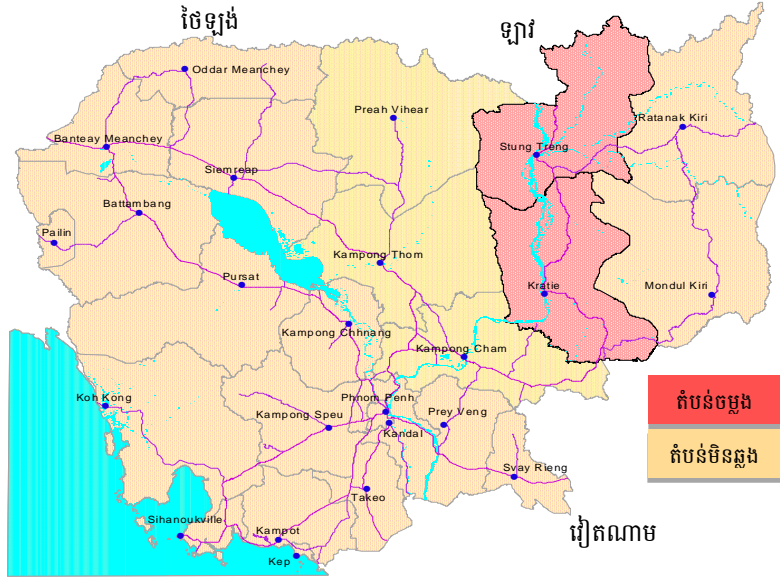 ថៃឡង់
ឡាវ
Oddar Meanchey
Preah Vihear
Ratanak Kiri
Banteay Meanchey
Stung Treng
Siemreap
Battambang
Pailin
Kampong Thom
Pursat
Kratie
Mondul Kiri
Kampong Chhnang
Kampong Cham
Koh Kong
Phnom Penh
Kampong Speu
Prey Veng
Kandal
តំបន់ចម្លង
តំបន់មិនឆ្លង
Svay Rieng
Takeo
Sihanoukville
Kampot
វៀតណាម
Kep